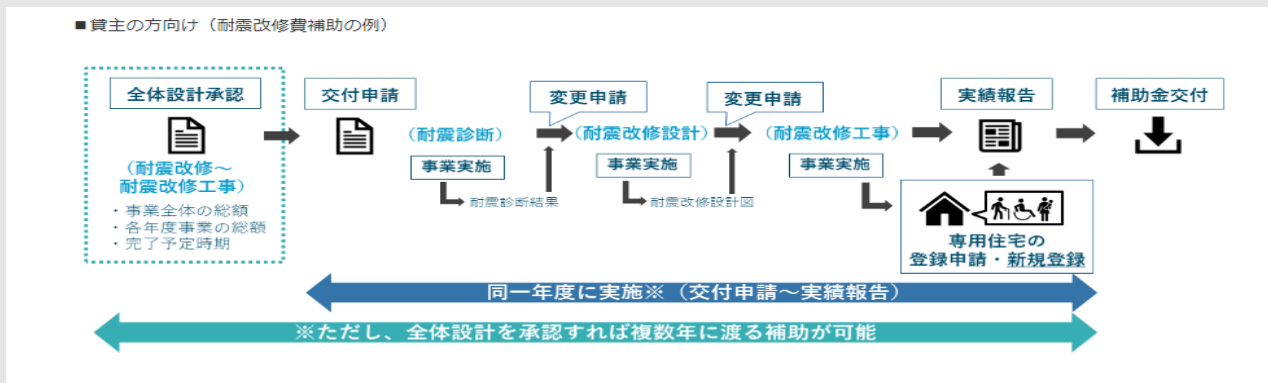 ■貸主の方向け（耐震改修費補助の例）
全体設計承認
（耐震改修～
耐震改修工事）
・事業全体の総額
・各年度事業の総額
・完了予定時期
交付申請
（耐震診断）
事業実施
耐震診断結果
変更申請
（耐震改修設計）
事業実施
耐震改修設計図
変更申請
（耐震改修工事）
事業実施
実績報告
専用住宅の
登録申請・新規登録
補助金交付
同一年度に実施※（交付申請～実績報告）
※ただし、全体設計を承認すれば複数年に渡る補助が可能